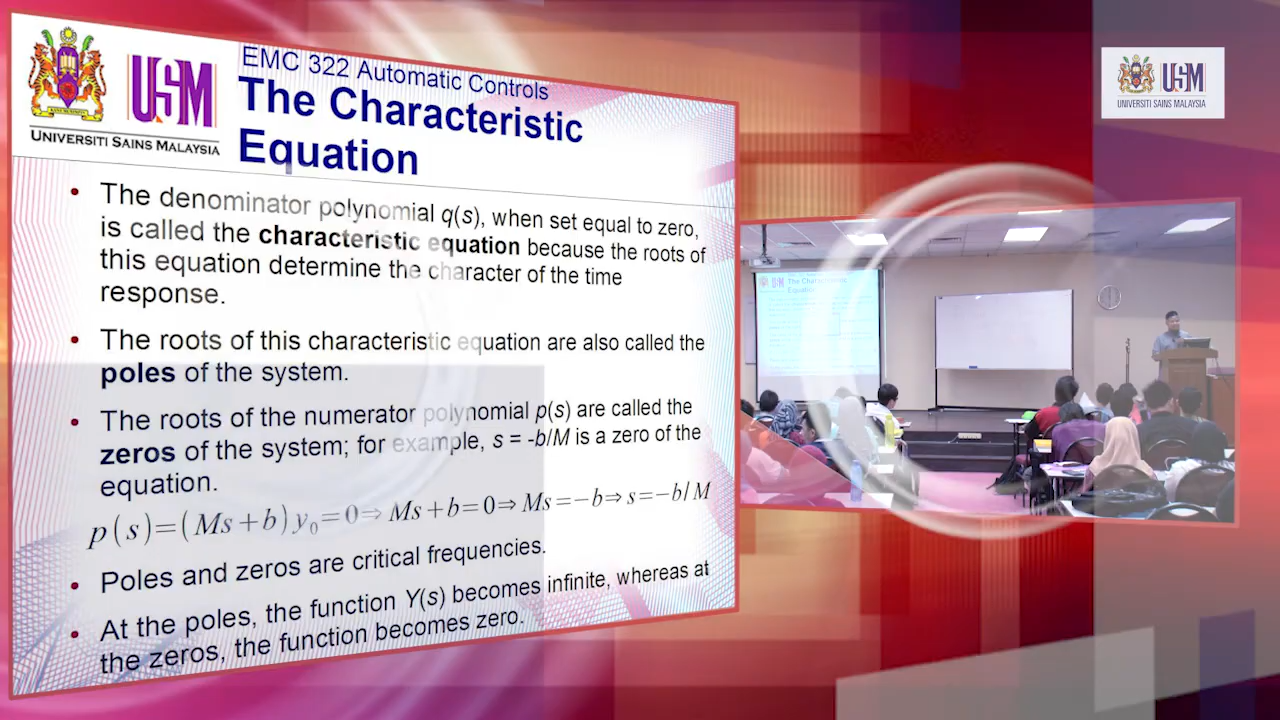 USM
UNIVERSITI SAINS MALAYSIA
EMC 322 Automatic Controls
The Characteristic
Equation
• The denominator polynomial q(s), when set equal to zero,
is called the characteristic equation because the roots of
this equation determine the character of the time
response.
• The roots of this characteristic equation are also called the
poles of the system.
• The roots of the numerator polynomial p(s) are called the
zeros of the system; for example, s = -b/M is a zero of the
equation.
p(s)=(Ms+b)y₀=0⇒Ms+b=0⇒Ms=−b⇒s=−b/M
• Poles and zeros are critical frequencies.
• At the poles, the function Y(s) becomes infinite, whereas at
the zeros, the function becomes zero.
USM
UNIVERSITI SAINS MALAYSIA
The Characteristic
Equation